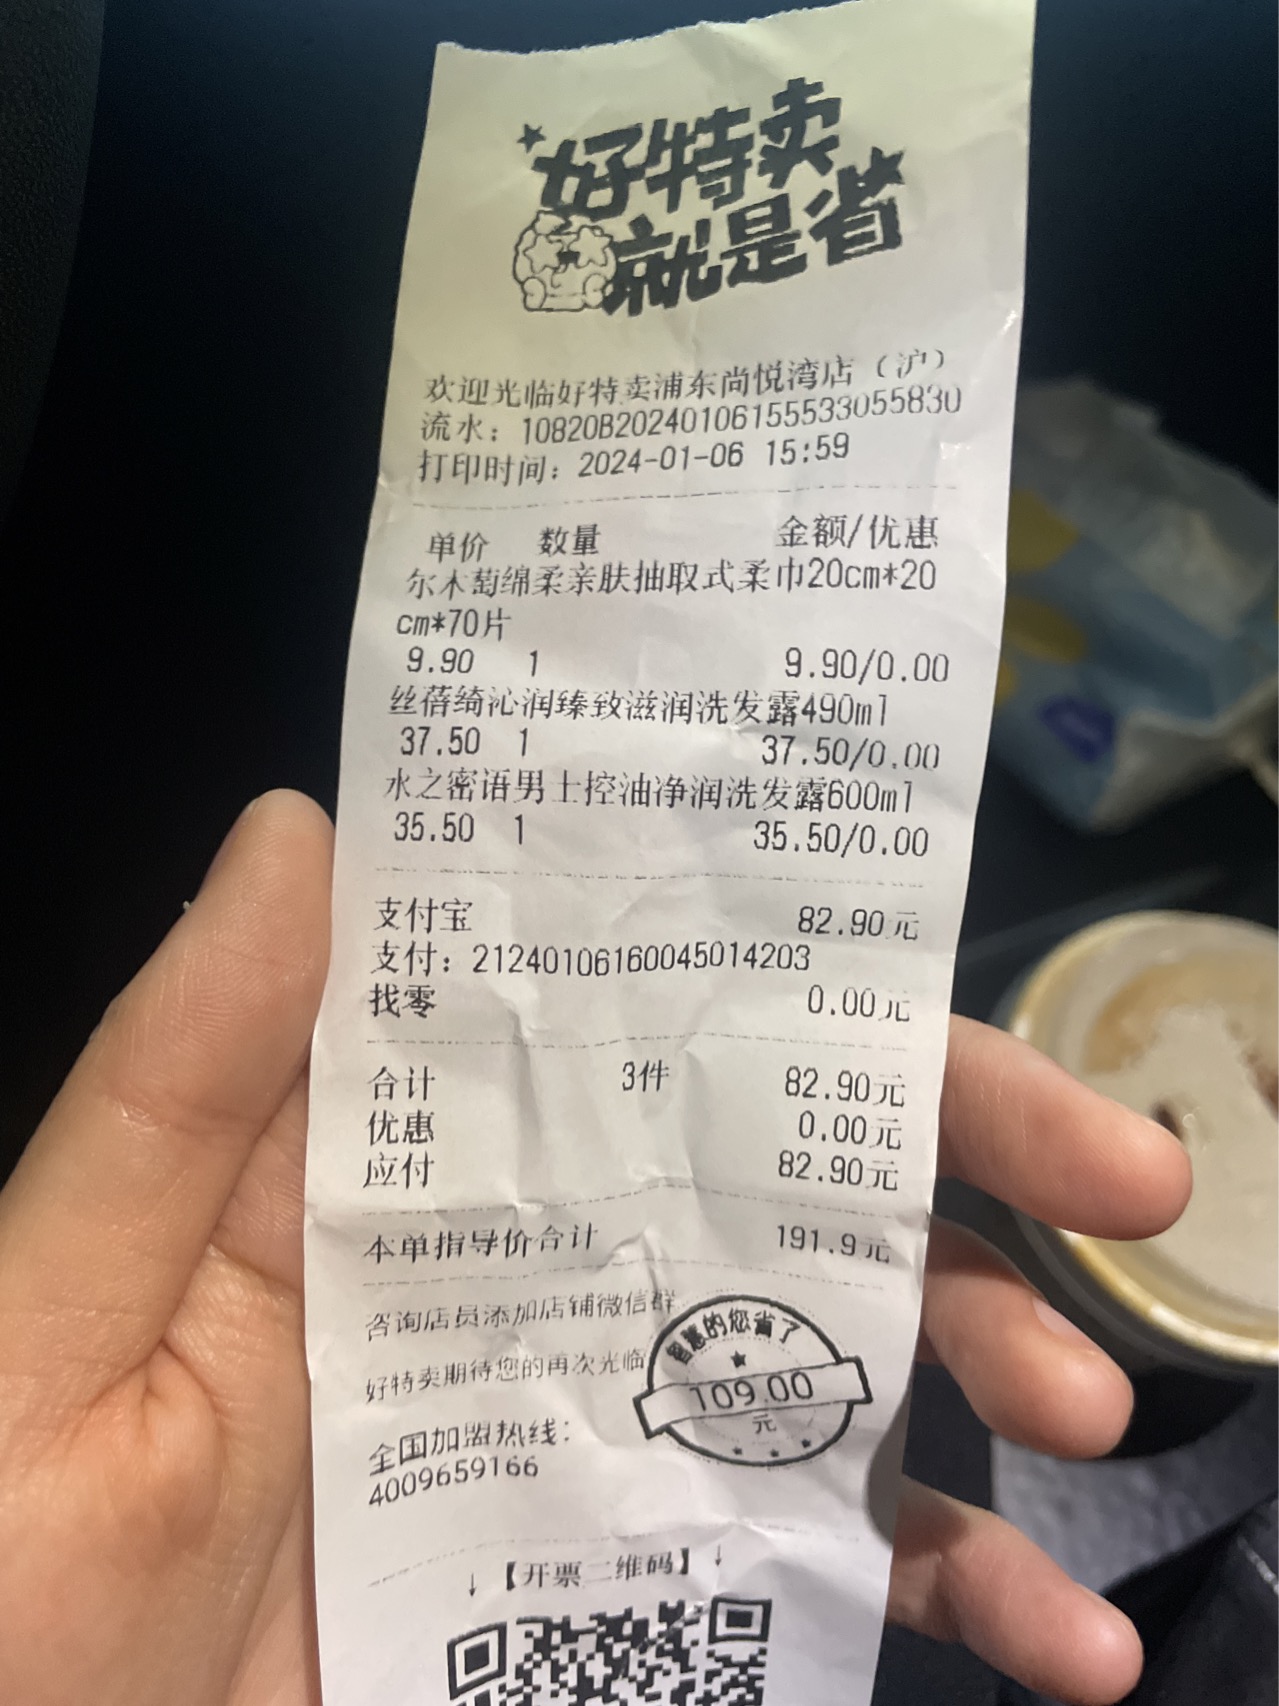 好特卖
就是省
欢迎光临好特卖浦东尚悦湾店（沪）
流水：10820B20240106155533055830
打印时间：2024-01-06 15:59
单价 数量 金额/优惠
尔木萄绵柔亲肤抽取式柔巾20cm*20
cm*70片
9.90 1 9.90/0.00
丝蓓绮沁润臻致滋润洗发露490ml
37.50 1 37.50/0.00
水之密语男士控油净润洗发露600ml
35.50 1 35.50/0.00
支付宝 82.90元
支付：21240106160045014203
找零 0.00元
合计 3件 82.90元
优惠 0.00元
应付 82.90元
本单指导价合计 191.9元
咨询店员添加店铺微信群
好特卖期待您的再次光临
智慧的您省了
109.00
元
全国加盟热线：
4009659166
↓【开票二维码】↓